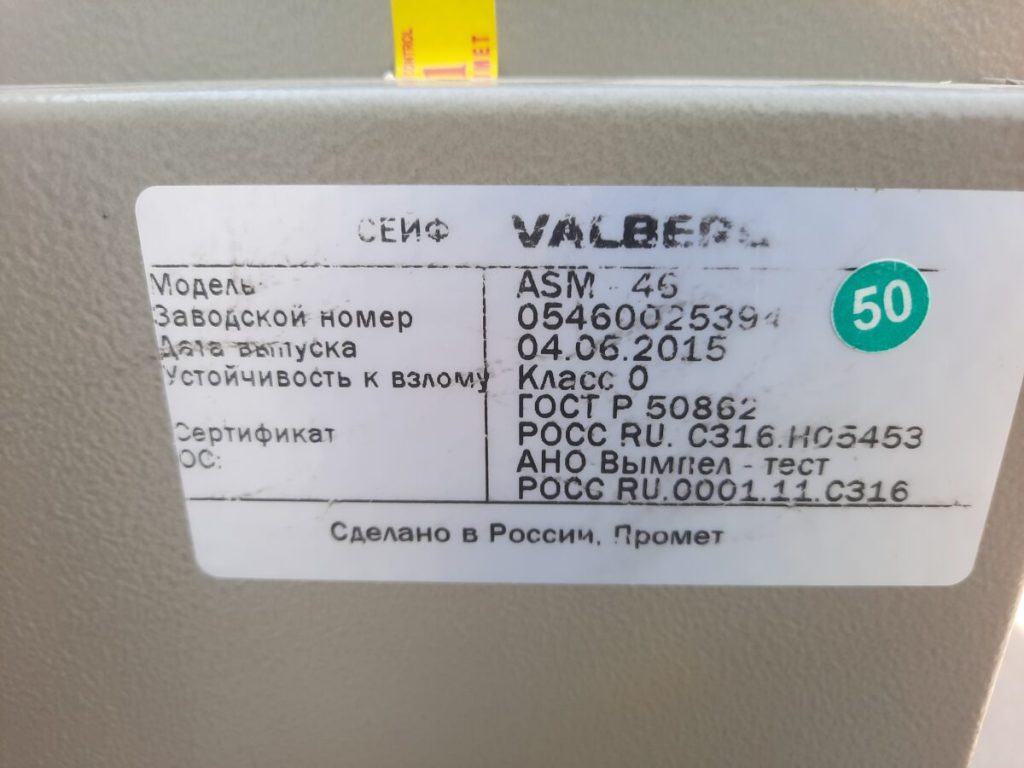 CONTROL
СЕЙФ VALBERG
Модель ASM - 46
Заводской номер 05460025394
Дата выпуска 04.06.2015
Устойчивость к взлому Класс 0
ГОСТ Р 50862
Сертификат РОСС RU. С316.Н05453
ОС: АНО Вымпел - тест
РОСС RU.0001.11.С316
Сделано в России, Промет
50